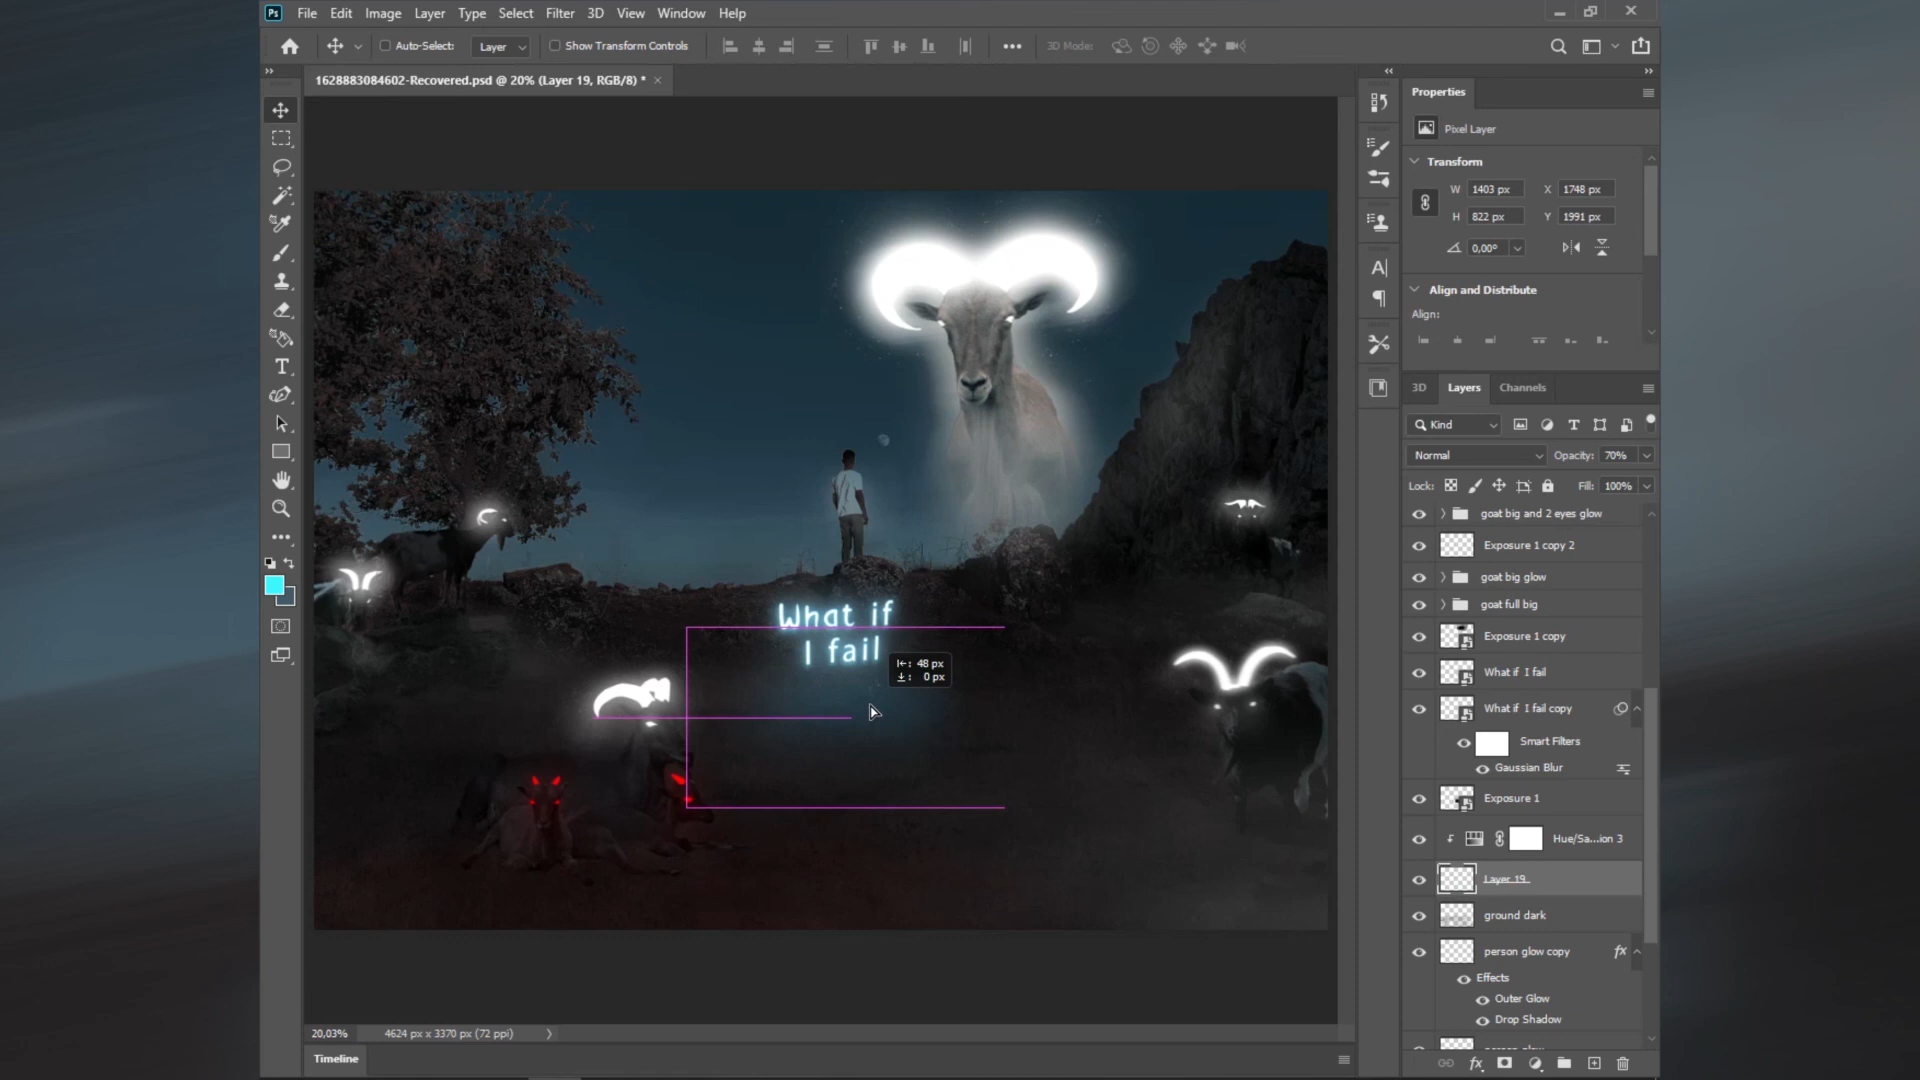 Ps File Edit Image Layer Type Select Filter 3D View Window Help
Auto-Select: Layer Show Transform Controls 3D Mode:
1628883084602-Recovered.psd @ 20% (Layer 19, RGB/8) *
Properties
Pixel Layer
Transform
W 1403 px X 1748 px
H 822 px Y 1991 px
0,00°
Align and Distribute
Align:
3D Layers Channels
Kind
Normal Opacity: 70%
Lock: Fill: 100%
goat big and 2 eyes glow
Exposure 1 copy 2
goat big glow
goat full big
Exposure 1 copy
What if I fail
What if I fail copy
Smart Filters
Gaussian Blur
Exposure 1
Hue/Sa...ion 3
Layer 19
ground dark
person glow copy fx
Effects
Outer Glow
Drop Shadow
fx
What if
I fail
48 px
0 px
20,03% 4624 px x 3370 px (72 ppi)
Timeline